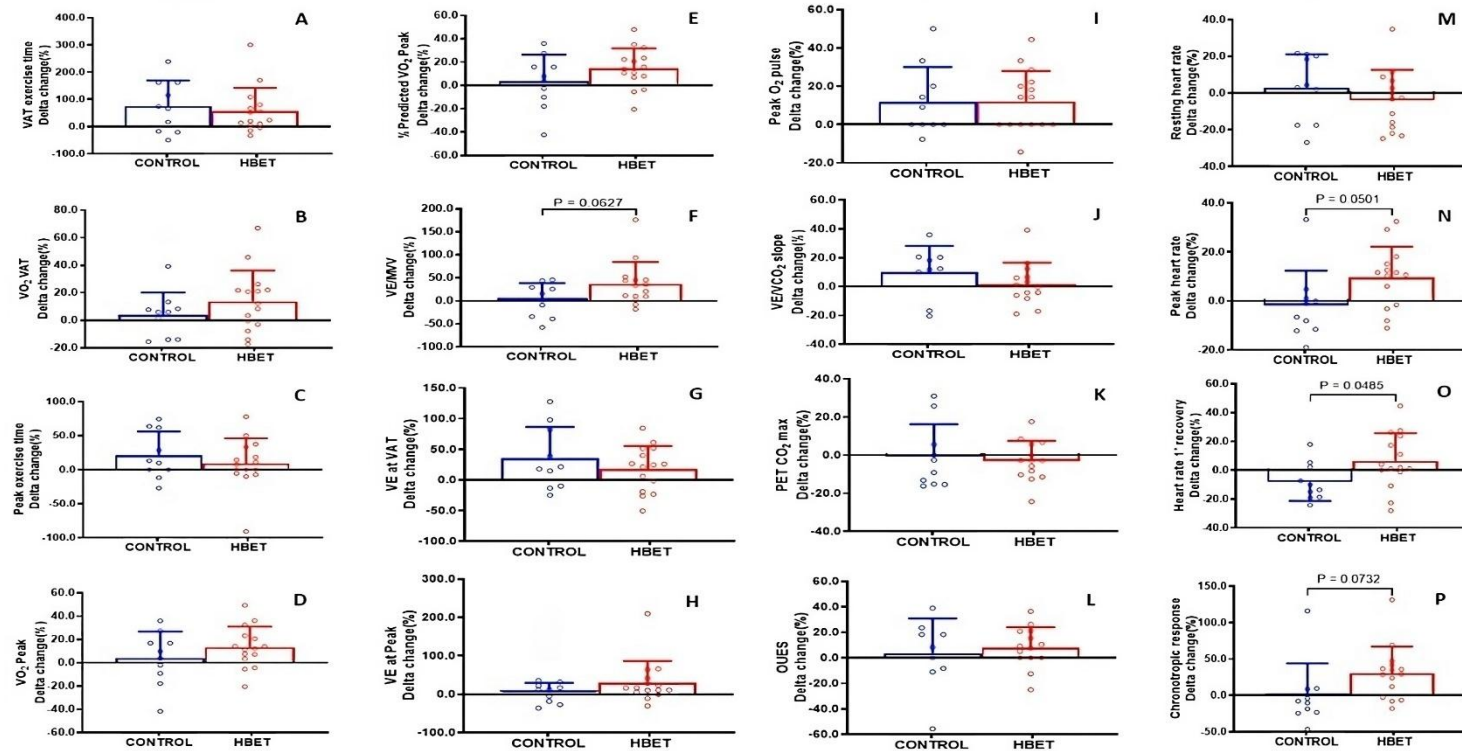 A
VAT exercise time
Delta change(%)
400.0
300.0
200.0
100.0
0.0
-100.0
CONTROL HBET
E
% Predicted VO2 Peak
Delta change(%)
60.0
40.0
20.0
0.0
-20.0
-40.0
-60.0
CONTROL HBET
I
Peak O2 pulse
Delta change(%)
60.0
40.0
20.0
0.0
-20.0
CONTROL HBET
M
Resting heart rate
Delta change(%)
40.0
20.0
0.0
-20.0
-40.0
CONTROL HBET
B
VO2 VAT
Delta change(%)
80.0
60.0
40.0
20.0
0.0
-20.0
CONTROL HBET
F
P = 0.0627
VE/MVV
Delta change(%)
200.0
150.0
100.0
50.0
0.0
-50.0
-100.0
CONTROL HBET
J
VE/VCO2 slope
Delta change(%)
60.0
40.0
20.0
0.0
-20.0
-40.0
CONTROL HBET
N
P = 0.0501
Peak heart rate
Delta change(%)
40.0
20.0
0.0
-20.0
CONTROL HBET
C
Peak exercise time
Delta change(%)
100.0
50.0
0.0
-50.0
-100.0
CONTROL HBET
G
VE at VAT
Delta change(%)
150.0
100.0
50.0
0.0
-50.0
-100.0
CONTROL HBET
K
PET CO2 max
Delta change(%)
40.0
20.0
0.0
-20.0
-40.0
CONTROL HBET
O
P = 0.0485
Heart rate 1' recovery
Delta change(%)
60.0
40.0
20.0
0.0
-20.0
-40.0
CONTROL HBET
D
VO2 Peak
Delta change(%)
60.0
40.0
20.0
0.0
-20.0
-40.0
-60.0
CONTROL HBET
H
VE at Peak
Delta change(%)
300.0
200.0
100.0
0.0
-100.0
CONTROL HBET
L
OUES
Delta change(%)
60.0
40.0
20.0
0.0
-20.0
-40.0
-60.0
CONTROL HBET
P
P = 0.0732
Chronotropic response
Delta change(%)
150.0
100.0
50.0
0.0
-50.0
CONTROL HBET